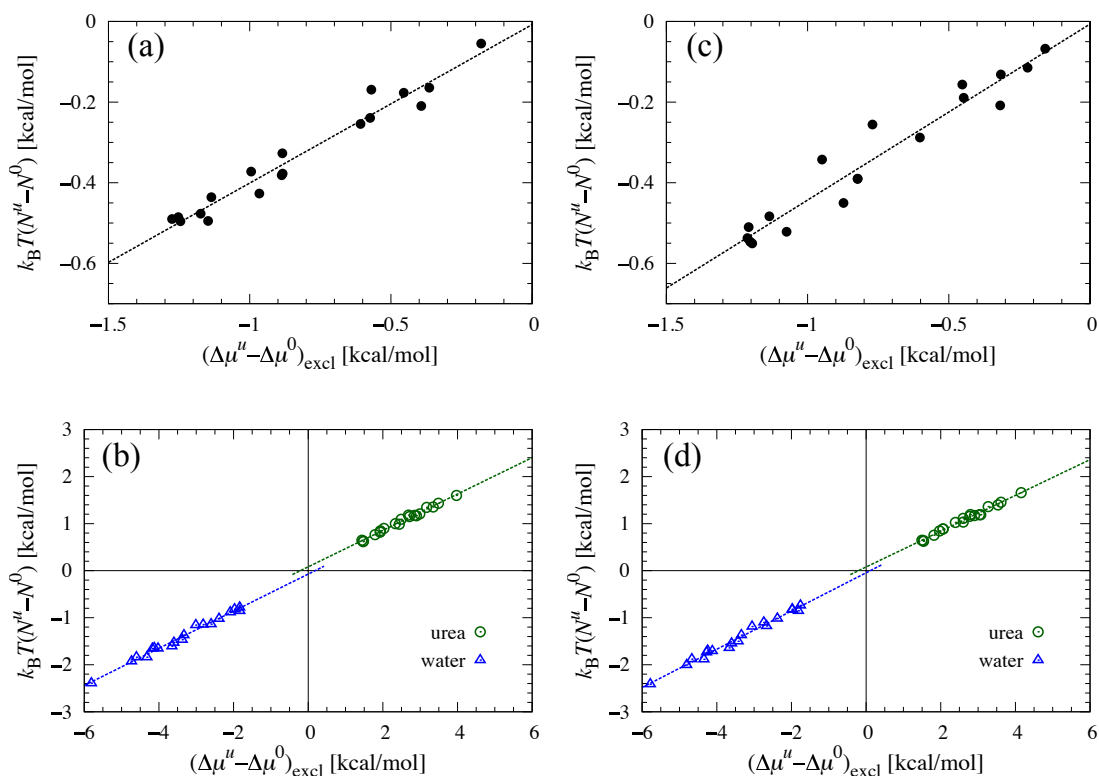 (a)
0
−0.2
−0.4
−0.6
k_B T(N^u−N^0) [kcal/mol]
−1.5 −1 −0.5 0
(Δμ^u−Δμ^0)_excl [kcal/mol]
(c)
0
−0.2
−0.4
−0.6
k_B T(N^u−N^0) [kcal/mol]
−1.5 −1 −0.5 0
(Δμ^u−Δμ^0)_excl [kcal/mol]
(b)
3
2
1
0
−1
−2
−3
k_B T(N^u−N^0) [kcal/mol]
urea
water
−6 −4 −2 0 2 4 6
(Δμ^u−Δμ^0)_excl [kcal/mol]
(d)
3
2
1
0
−1
−2
−3
k_B T(N^u−N^0) [kcal/mol]
urea
water
−6 −4 −2 0 2 4 6
(Δμ^u−Δμ^0)_excl [kcal/mol]